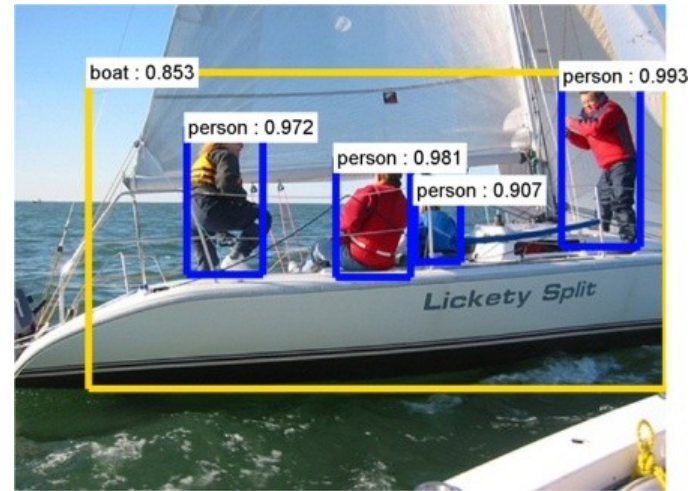 boat : 0.853
person : 0.993
person : 0.972
person : 0.981
person : 0.907
Lickety Split